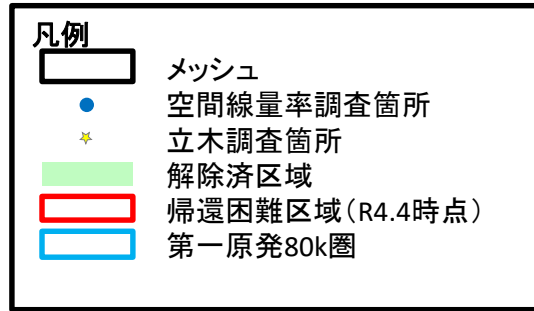 凡例
メッシュ
空間線量率調査箇所
立木調査箇所
解除済区域
帰還困難区域（R4.4時点）
第一原発80k圏